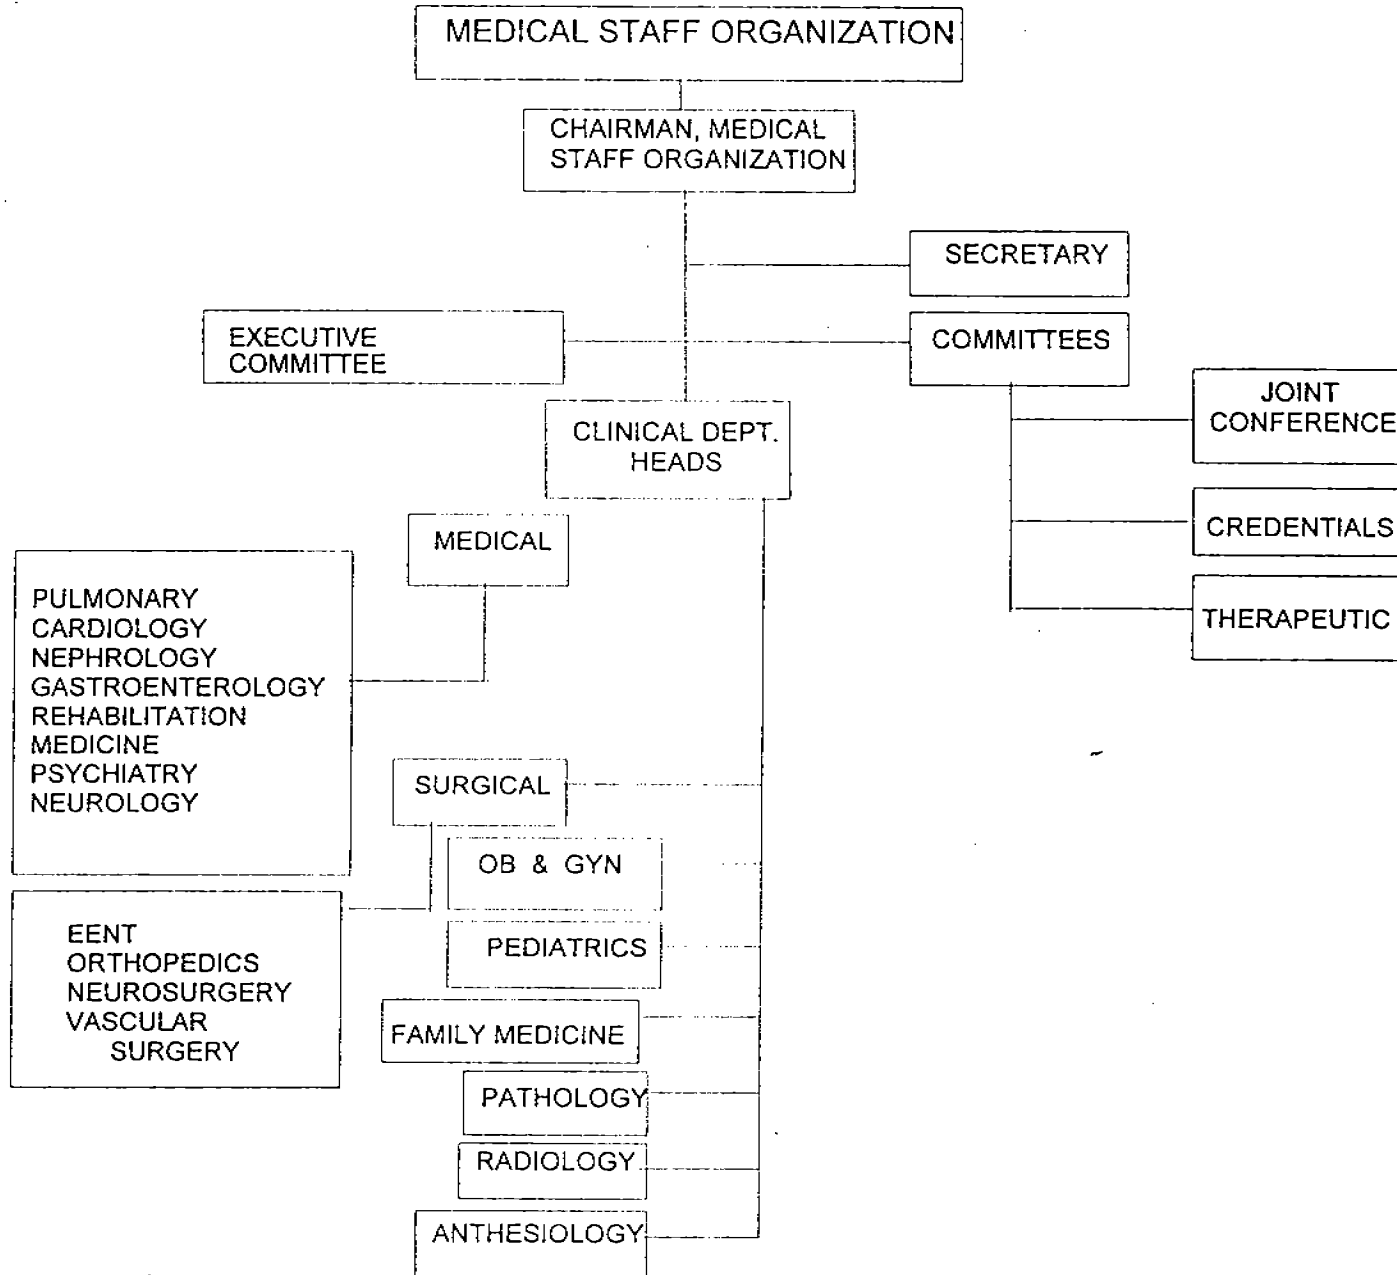 MEDICAL STAFF ORGANIZATION
CHAIRMAN, MEDICAL
STAFF ORGANIZATION
SECRETARY
EXECUTIVE
COMMITTEE
COMMITTEES
JOINT
CONFERENCE
CLINICAL DEPT.
HEADS
CREDENTIALS
THERAPEUTIC
MEDICAL
PULMONARY
CARDIOLOGY
NEPHROLOGY
GASTROENTEROLOGY
REHABILITATION
MEDICINE
PSYCHIATRY
NEUROLOGY
SURGICAL
EENT
ORTHOPEDICS
NEUROSURGERY
VASCULAR
SURGERY
OB & GYN
PEDIATRICS
FAMILY MEDICINE
PATHOLOGY
RADIOLOGY
ANTHESIOLOGY